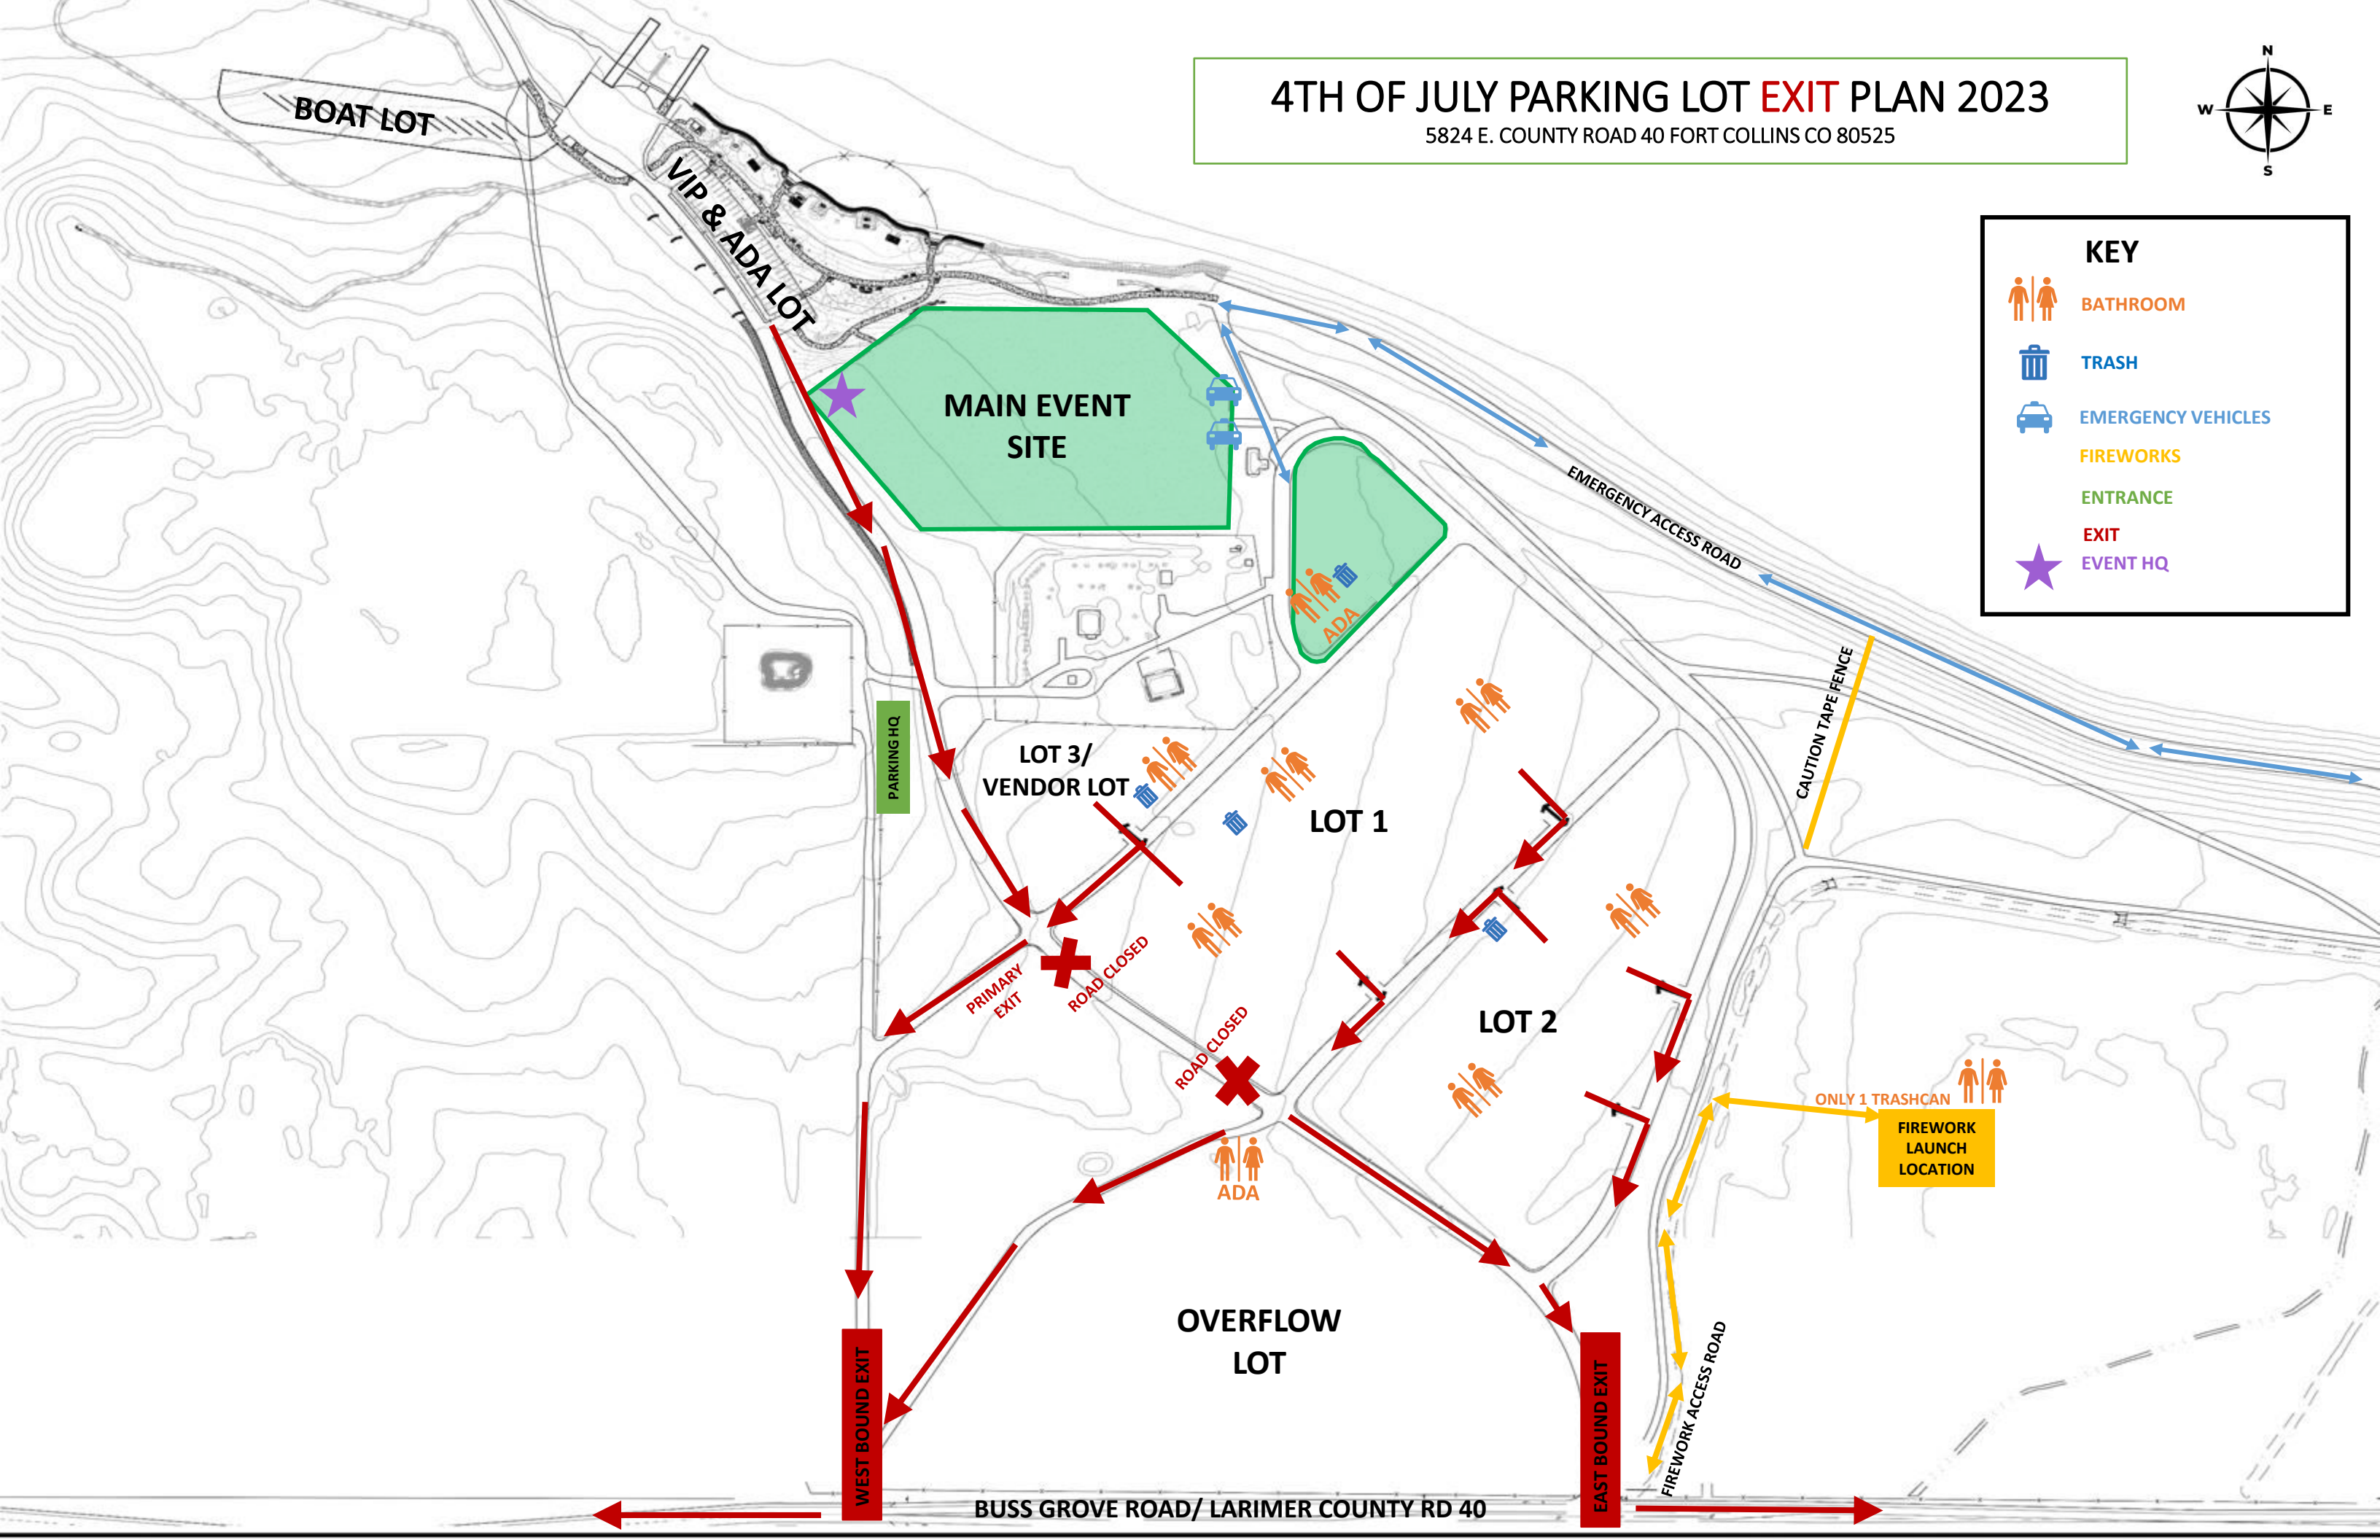 4TH OF JULY PARKING LOT EXIT PLAN 2023
5824 E. COUNTY ROAD 40 FORT COLLINS CO 80525
N
W
E
S
BOAT LOT
VIP & ADA LOT
KEY
BATHROOM
TRASH
EMERGENCY VEHICLES
FIREWORKS
ENTRANCE
EXIT
EVENT HQ
MAIN EVENT
SITE
EMERGENCY ACCESS ROAD
ADA
CAUTION TAPE FENCE
PARKING HQ
LOT 3/
VENDOR LOT
LOT 1
PRIMARY
EXIT
ROAD CLOSED
ROAD CLOSED
LOT 2
ONLY 1 TRASHCAN
FIREWORK
LAUNCH
LOCATION
ADA
OVERFLOW
LOT
WEST BOUND EXIT
EAST BOUND EXIT
FIREWORK ACCESS ROAD
BUSS GROVE ROAD/ LARIMER COUNTY RD 40